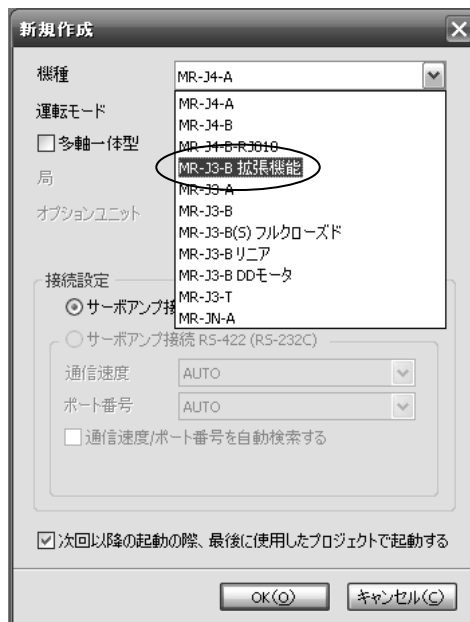 新規作成
機種
MR-J4-A
運転モード
MR-J4-A
MR-J4-B
多軸一体型
MR-J4-B-RJ010
MR-J3-B 拡張機能
局
MR-J3-A
オプションユニット
MR-J3-B
MR-J3-B(S) フルクローズド
MR-J3-B リニア
MR-J3-B DDモータ
接続設定
MR-J3-T
サーボアンプ接
MR-JN-A
サーボアンプ接続 RS-422 (RS-232C)
通信速度
AUTO
ポート番号
AUTO
通信速度/ポート番号を自動検索する
次回以降の起動の際、最後に使用したプロジェクトで起動する
OK(O)
キャンセル(C)